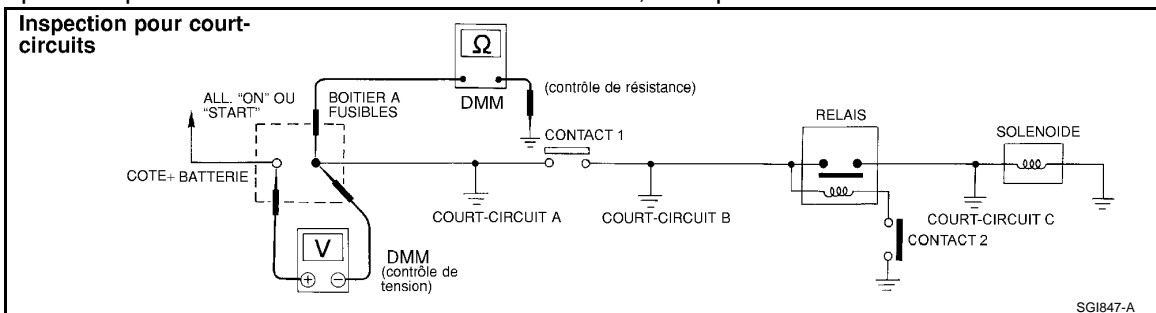 Inspection pour court-
circuits
Ω
DMM
(contrôle de résistance)
ALL. "ON" OU
"START"
BOITIER A
FUSIBLES
COTE+ BATTERIE
CONTACT 1
RELAIS
SOLENOIDE
COURT-CIRCUIT A
COURT-CIRCUIT B
COURT-CIRCUIT C
CONTACT 2
V
+ −
DMM
(contrôle de
tension)
SGI847-A